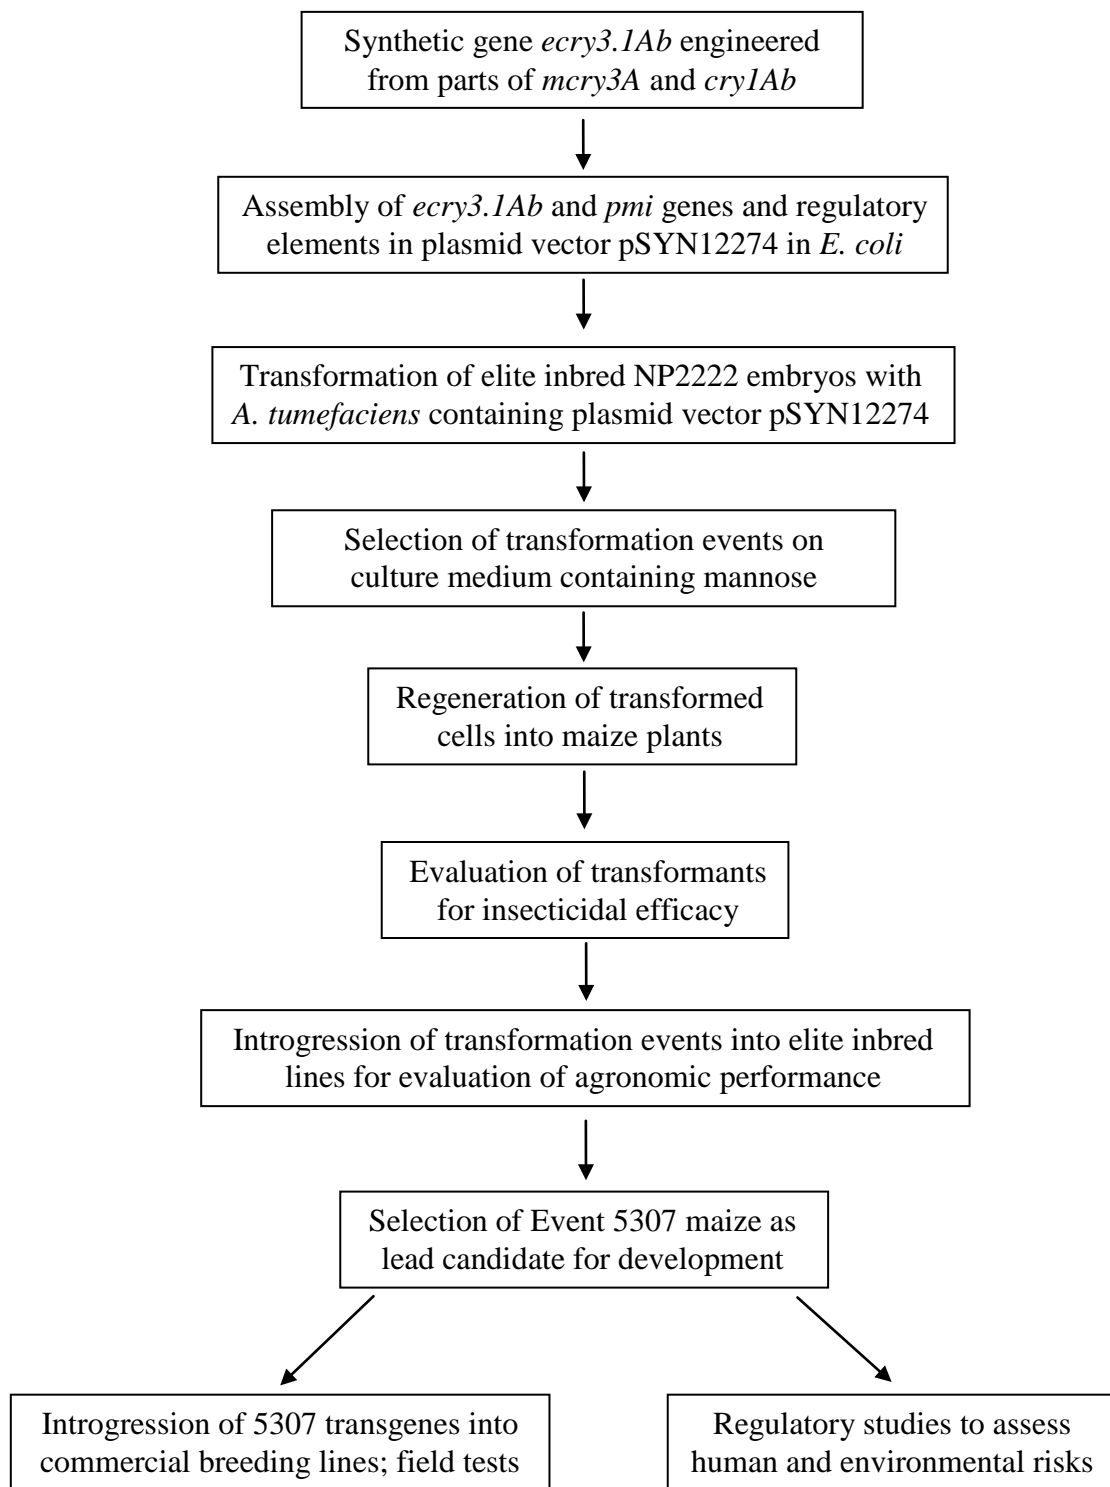 Synthetic gene ecry3.1Ab engineered
from parts of mcry3A and cry1Ab
Assembly of ecry3.1Ab and pmi genes and regulatory
elements in plasmid vector pSYN12274 in E. coli
Transformation of elite inbred NP2222 embryos with
A. tumefaciens containing plasmid vector pSYN12274
Selection of transformation events on
culture medium containing mannose
Regeneration of transformed
cells into maize plants
Evaluation of transformants
for insecticidal efficacy
Introgression of transformation events into elite inbred
lines for evaluation of agronomic performance
Selection of Event 5307 maize as
lead candidate for development
Introgression of 5307 transgenes into
commercial breeding lines; field tests
Regulatory studies to assess
human and environmental risks